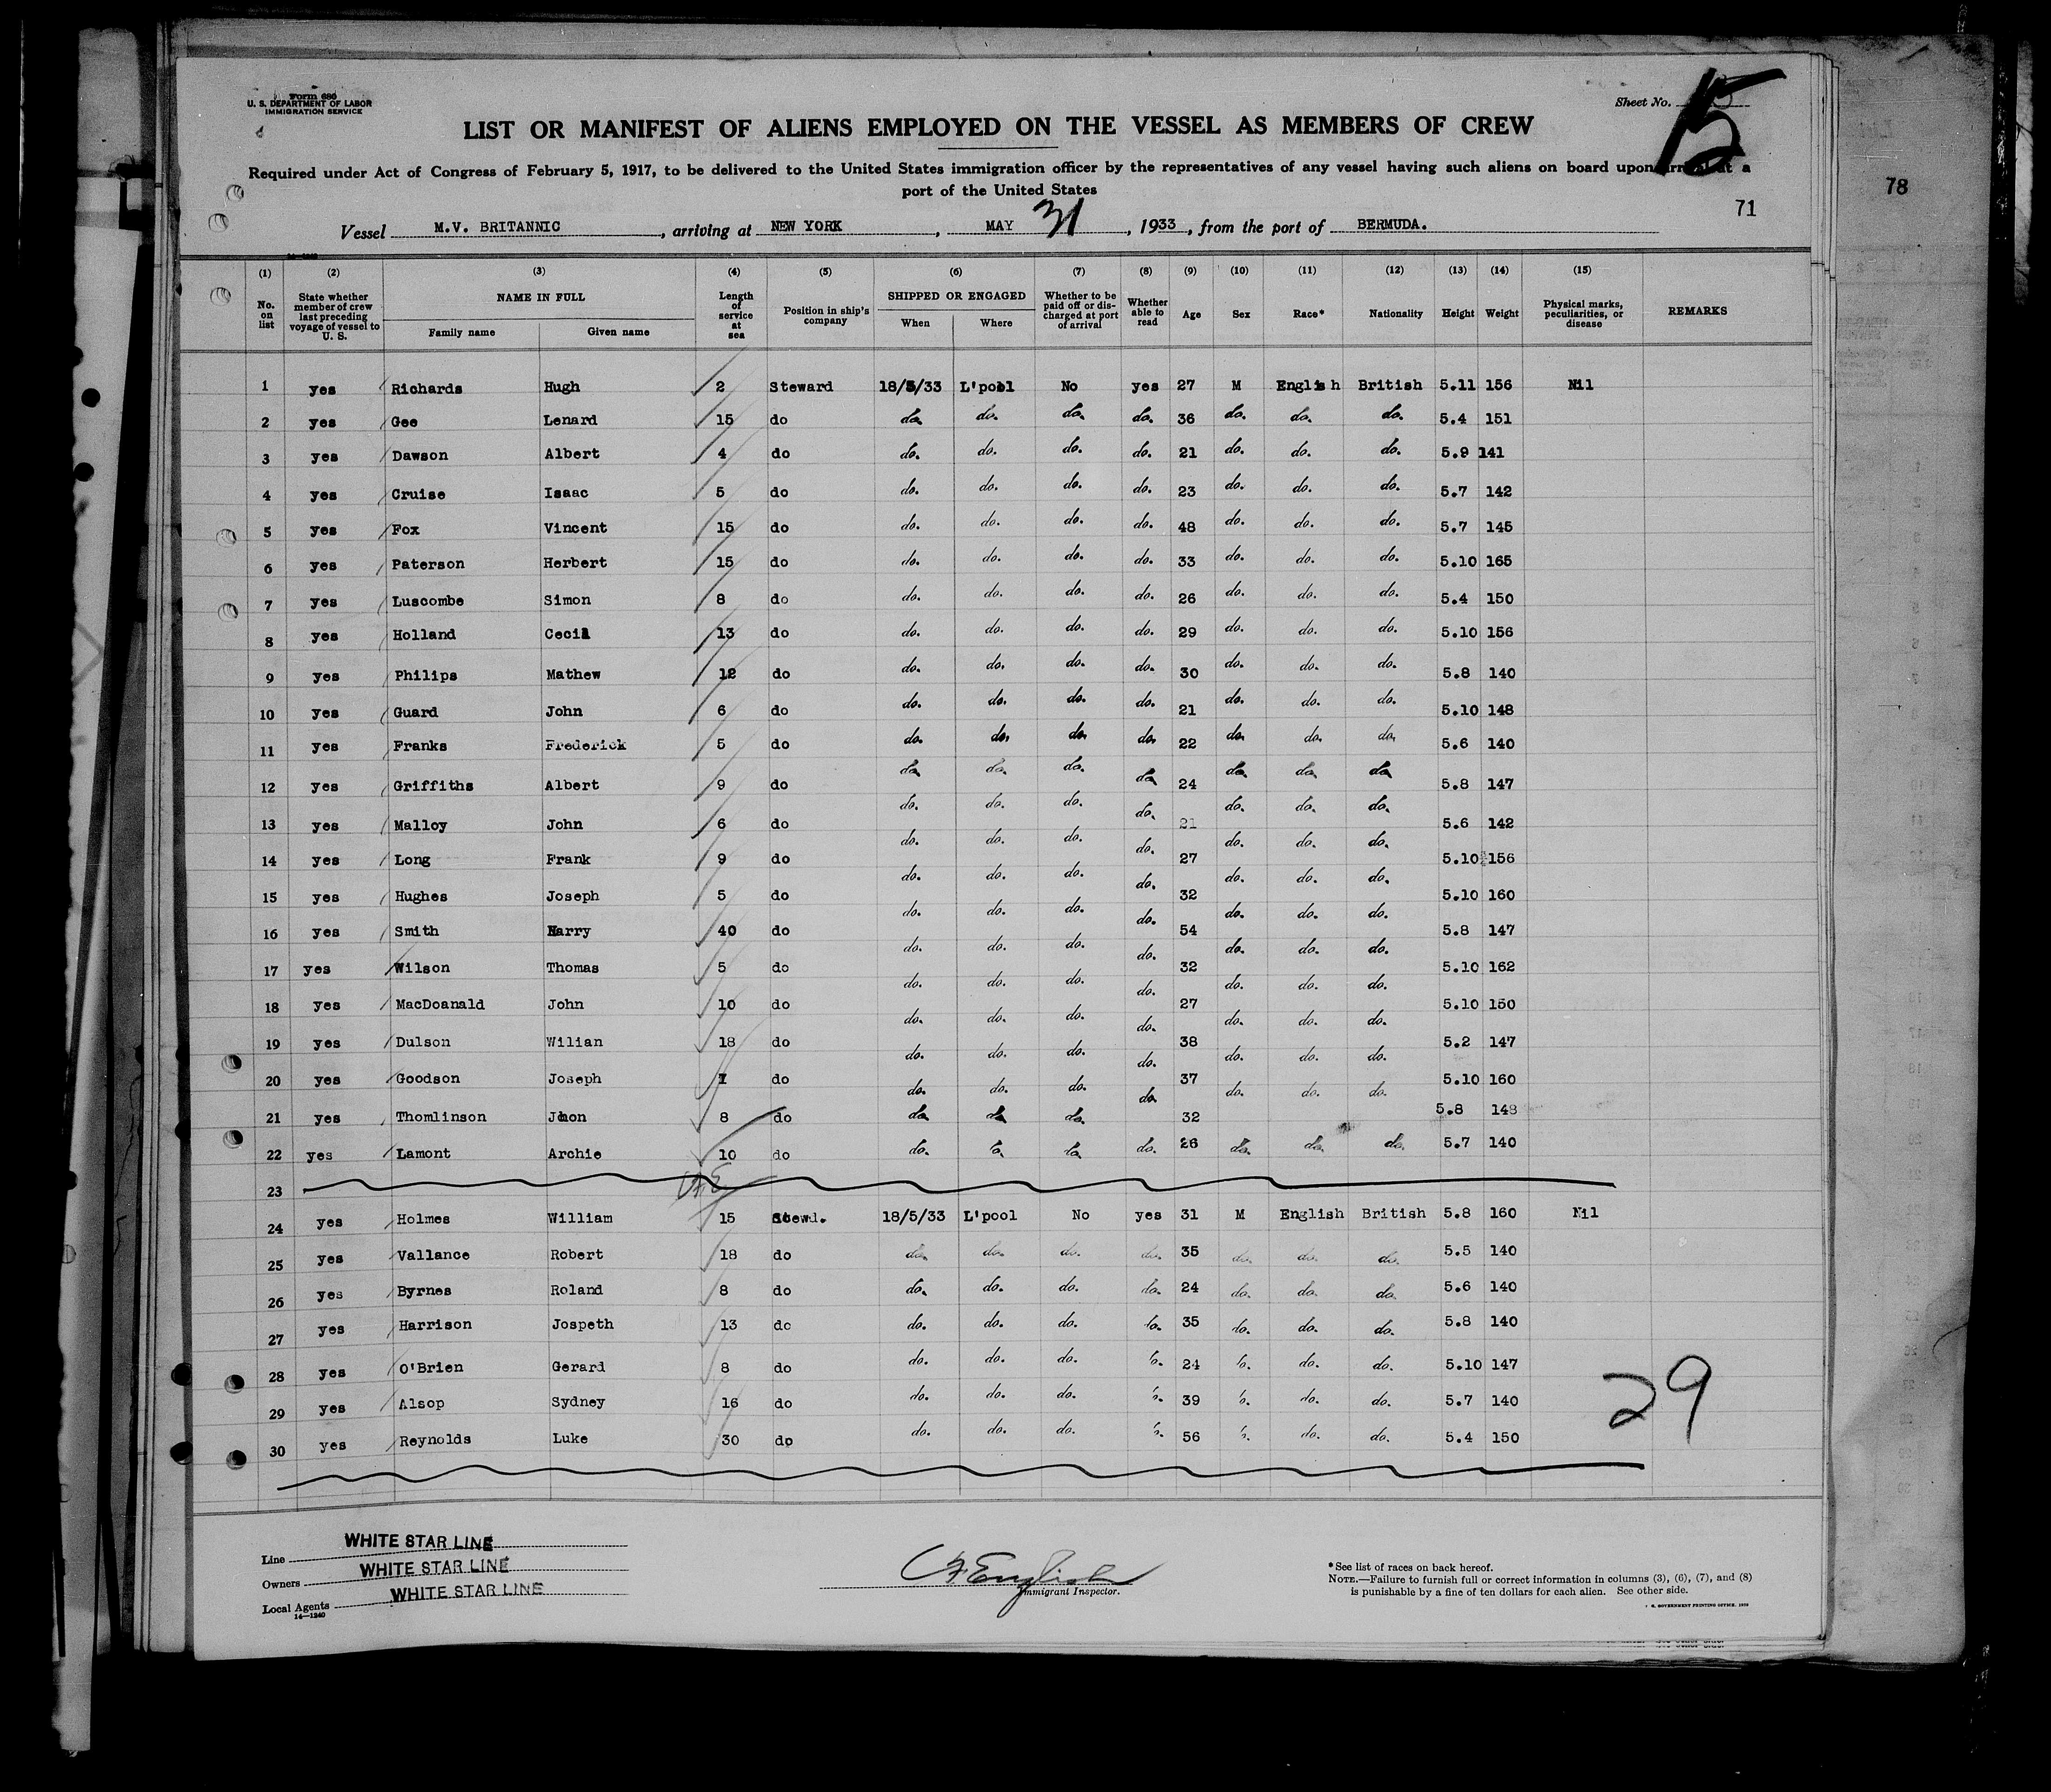 Form 680
U. S. DEPARTMENT OF LABOR
IMMIGRATION SERVICE
Sheet No. 15
LIST OR MANIFEST OF ALIENS EMPLOYED ON THE VESSEL AS MEMBERS OF CREW
Required under Act of Congress of February 5, 1917, to be delivered to the United States immigration officer by the representatives of any vessel having such aliens on board upon arrival at a
port of the United States
78
71
Vessel M.V. BRITANNIC, arriving at NEW YORK, MAY 31, 1933, from the port of BERMUDA.
14—1240
(1) (2) (3) (4) (5) (6) (7) (8) (9) (10) (11) (12) (13) (14) (15)
No. on list State whether member of crew last preceding voyage of vessel to U. S. NAME IN FULL Family name Given name Length of service at sea Position in ship's company SHIPPED OR ENGAGED When Where Whether to be paid off or discharged at port of arrival Whether able to read Age Sex Race* Nationality Height Weight Physical marks, peculiarities, or disease REMARKS
1 yes Richards Hugh 2 Steward 18/5/33 L'pool No yes 27 M English British 5.11 156 Nil
2 yes Gee Lenard 15 do do. do. do. do. 36 do. do. do. 5.4 151
3 yes Dawson Albert 4 do do. do. do. do. 21 do. do. do. 5.9 141
4 yes Cruise Isaac 5 do do. do. do. do. 23 do. do. do. 5.7 142
5 yes Fox Vincent 15 do do. do. do. do. 48 do. do. do. 5.7 145
6 yes Paterson Herbert 15 do do. do. do. do. 33 do. do. do. 5.10 165
7 yes Luscombe Simon 8 do do. do. do. do. 26 do. do. do. 5.4 150
8 yes Holland Cecil 13 do do. do. do. do. 29 do. do. do. 5.10 156
9 yes Philips Mathew 12 do do. do. do. do. 30 do. do. do. 5.8 140
10 yes Guard John 6 do do. do. do. do. 21 do. do. do. 5.10 148
11 yes Franks Frederick 5 do do. do. do. do. 22 do. do. do. 5.6 140
12 yes Griffiths Albert 9 do do. do. do. do. 24 do. do. do. 5.8 147
13 yes Malloy John 6 do do. do. do. do. 21 do. do. do. 5.6 142
14 yes Long Frank 9 do do. do. do. do. 27 do. do. do. 5.10 156
15 yes Hughes Joseph 5 do do. do. do. do. 32 do. do. do. 5.10 160
16 yes Smith Harry 40 do do. do. do. do. 54 do. do. do. 5.8 147
17 yes Wilson Thomas 5 do do. do. do. do. 32 do. do. do. 5.10 162
18 yes MacDoanald John 10 do do. do. do. do. 27 do. do. do. 5.10 150
19 yes Dulson Wilian 18 do do. do. do. do. 38 do. do. do. 5.2 147
20 yes Goodson Joseph do do. do. do. do. 37 do. do. do. 5.10 160
21 yes Thomlinson Jhon 8 do do. do. do. do. 32 do. do. do. 5.8 148
22 yes Lamont Archie 10 do do. do. do. do. 26 do. do. do. 5.7 140
23
24 yes Holmes William 15 Stewd. 18/5/33 L'pool No yes 31 M English British 5.8 160 Nil
25 yes Vallance Robert 18 do do. do. do. do. 35 do. do. do. 5.5 140
26 yes Byrnes Roland 8 do do. do. do. do. 24 do. do. do. 5.6 140
27 yes Harrison Jospeth 13 do do. do. do. do. 35 do. do. do. 5.8 140
28 yes O'Brien Gerard 8 do do. do. do. do. 24 do. do. do. 5.10 147
29 yes Alsop Sydney 16 do do. do. do. do. 39 do. do. do. 5.7 140
30 yes Reynolds Luke 30 do do. do. do. do. 56 do. do. do. 5.4 150
29
Line WHITE STAR LINE
Owners WHITE STAR LINE
Local Agents WHITE STAR LINE
14—1240
English
Immigrant Inspector.
*See list of races on back hereof.
NOTE.—Failure to furnish full or correct information in columns (3), (6), (7), and (8)
is punishable by a fine of ten dollars for each alien. See other side.